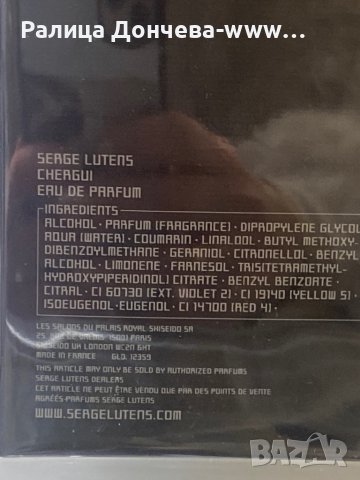 Ралица Дончева-www...
SERGE LUTENS
CHERGUI
EAU DE PARFUM
INGREDIENTS
ALCOHOL · PARFUM (FRAGRANCE) · DIPROPYLENE GLYCOL
AQUA (WATER) · COUMARIN · LINALOOL · BUTYL METHOXY-
DIBENZOYLMETHANE · GERANIOL · CITRONELLOL · BENZYL
ALCOHOL · LIMONENE · FARNESOL · TRIS(TETRAMETHYL-
HYDROXYPIPERIDINOL) CITRATE · BENZYL BENZOATE ·
CITRAL · CI 60730 (EXT. VIOLET 2) · CI 19140 (YELLOW 5) ·
ISOEUGENOL · EUGENOL · CI 14700 (RED 4) ·
LES SALONS DU PALAIS ROYAL SHISEIDO SA
25, 75001 PARIS
SHISEIDO UK LONDON WC2N 6HT
MADE IN FRANCE GLO. 12359
THIS ARTICLE MAY ONLY BE SOLD BY AUTHORIZED PARFUMS
SERGE LUTENS DEALERS
CET ARTICLE NE PEUT ÊTRE VENDU QUE PAR DES POINTS DE VENTE
AGRÉÉS PARFUMS SERGE LUTENS
WWW.SERGELUTENS.COM
BAZAR